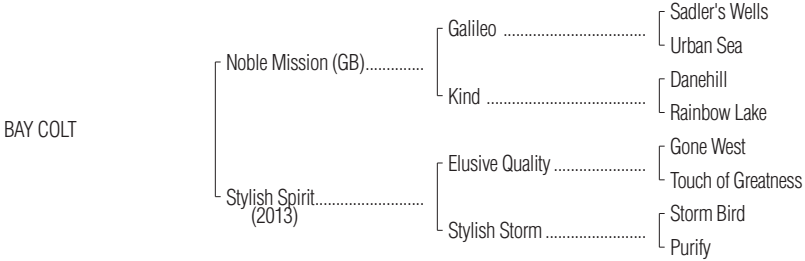 Sadler's Wells
Galileo ..................................
Urban Sea
Noble Mission (GB)..............
Danehill
Kind ......................................
Rainbow Lake
BAY COLT
Gone West
Elusive Quality ......................
Touch of Greatness
Stylish Spirit..........................
(2013)
Storm Bird
Stylish Storm ........................
Purify